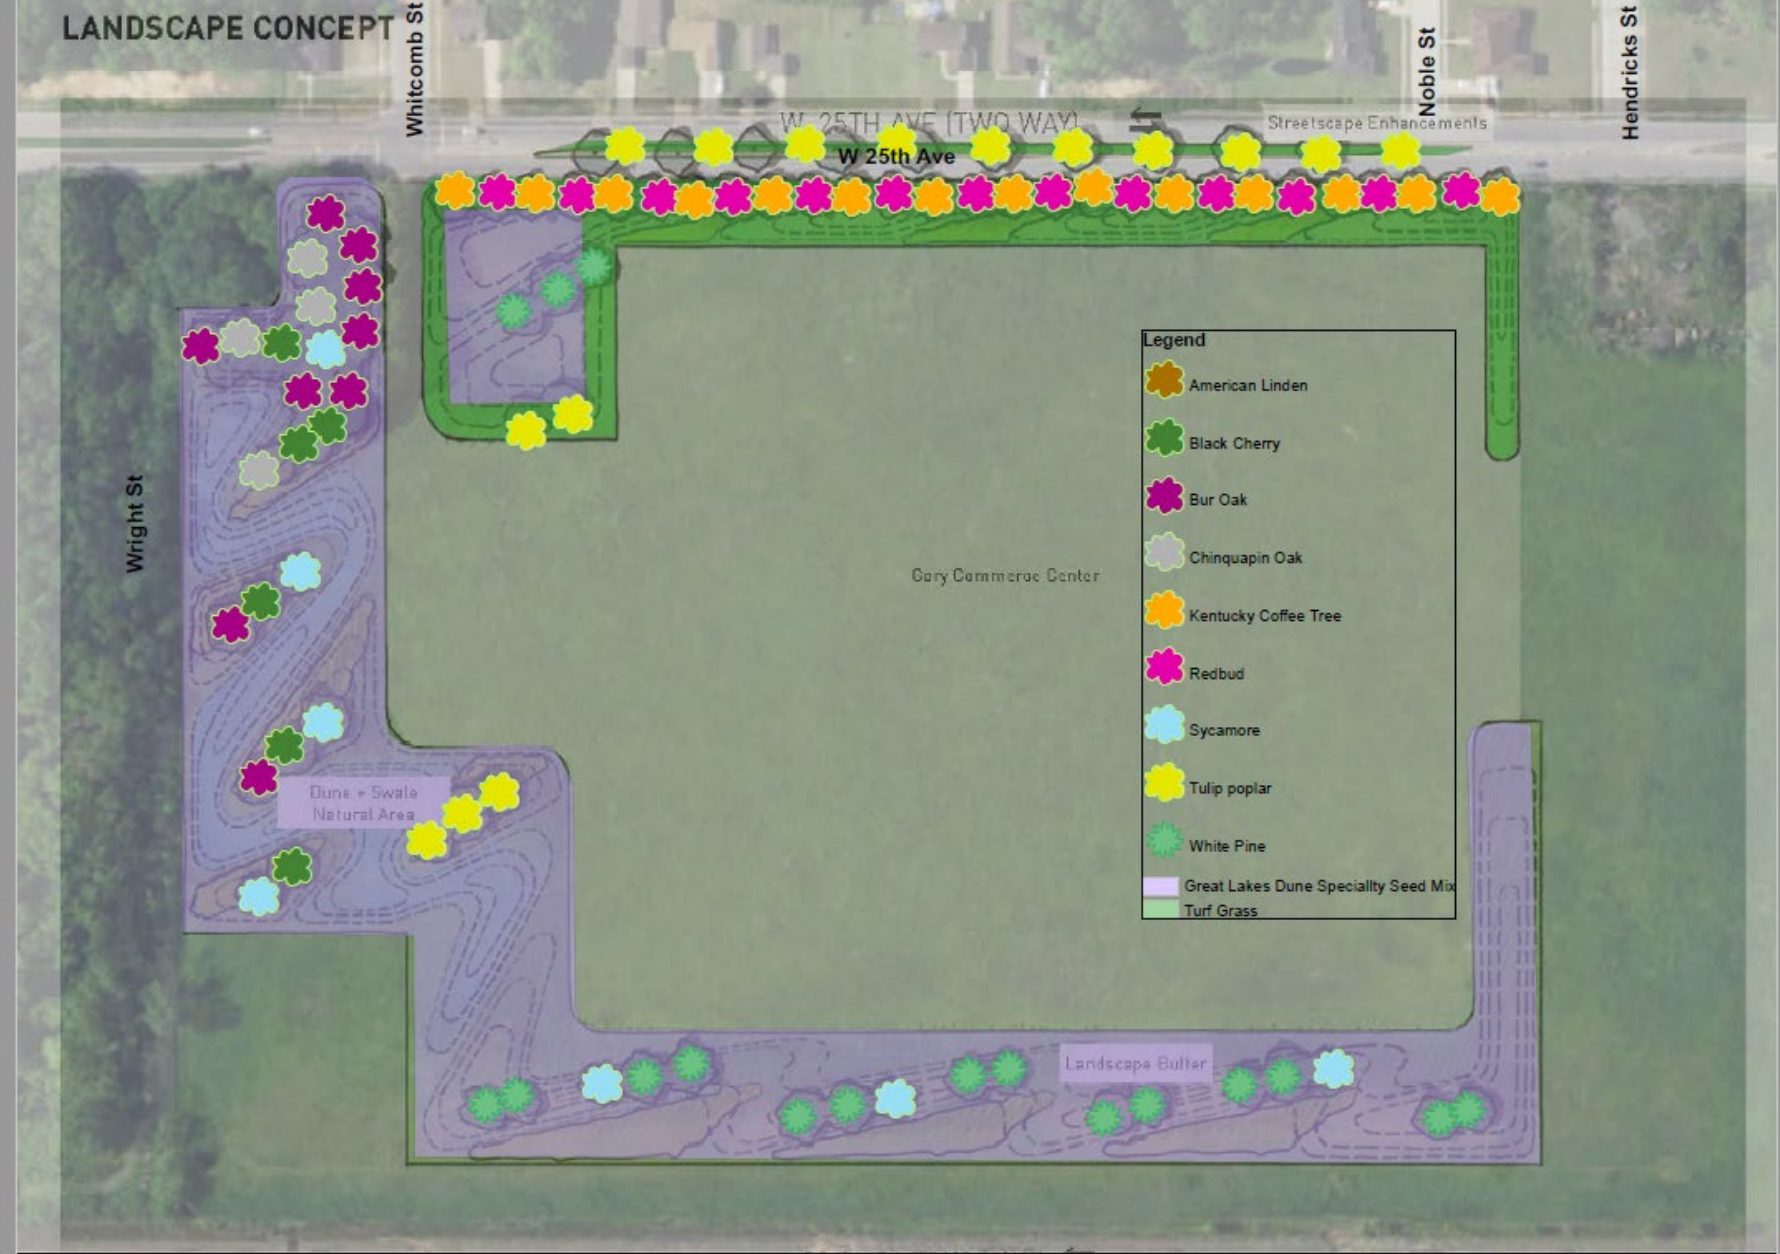 LANDSCAPE CONCEPT
Whitcomb St
Noble St
Hendricks St
W 25TH AVE (TWO WAY)
Streetscape Enhancements
W 25th Ave
Wright St
Legend
American Linden
Black Cherry
Bur Oak
Chinquapin Oak
Kentucky Coffee Tree
Redbud
Sycamore
Tulip poplar
White Pine
Great Lakes Dune Speciallty Seed Mix
Turf Grass
Gary Commerce Center
Dune + Swale
Natural Area
Landscape Buffer